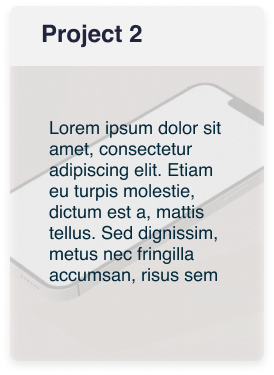 Project 2
Lorem ipsum dolor sit
amet, consectetur
adipiscing elit. Etiam
eu turpis molestie,
dictum est a, mattis
tellus. Sed dignissim,
metus nec fringilla
accumsan, risus sem